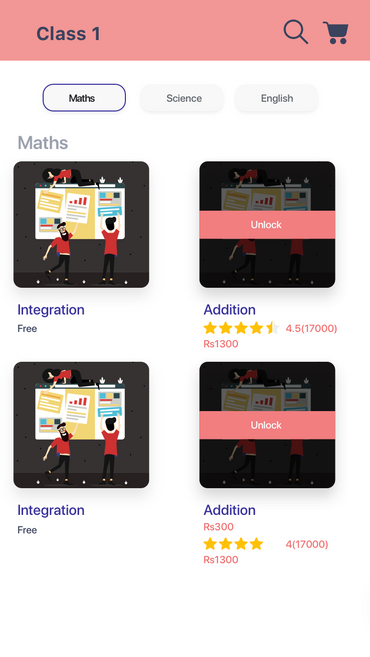 Class 1
Maths Science English
Maths
Unlock
Integration Addition
Free 4.5(17000)
Rs1300
Unlock
Integration Addition
Rs300
Free
4(17000)
Rs1300